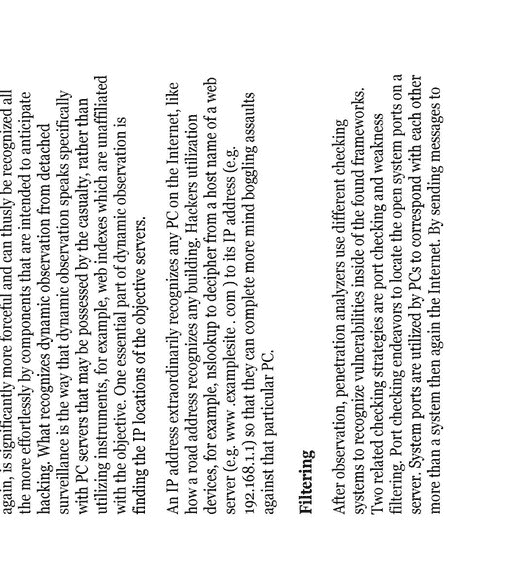 again, is significantly more forceful and can thusly be recognized all
the more effortlessly by components that are intended to anticipate
hacking. What recognizes dynamic observation from detached
surveillance is the way that dynamic observation speaks specifically
with PC servers that may be possessed by the casualty, rather than
utilizing instruments, for example, web indexes which are unaffiliated
with the objective. One essential part of dynamic observation is
finding the IP locations of the objective servers.
An IP address extraordinarily recognizes any PC on the Internet, like
how a road address recognizes any building. Hackers utilization
devices, for example, nslookup to decipher from a host name of a web
server (e.g. www .examplesite . com ) to its IP address (e.g.
192.168.1.1) so that they can complete more mind boggling assaults
against that particular PC.
Filtering
After observation, penetration analyzers use different checking
systems to recognize vulnerabilities inside of the found frameworks.
Two related checking strategies are port checking and weakness
filtering. Port checking endeavors to locate the open system ports on a
server. System ports are utilized by PCs to correspond with each other
more than a system then again the Internet. By sending messages to